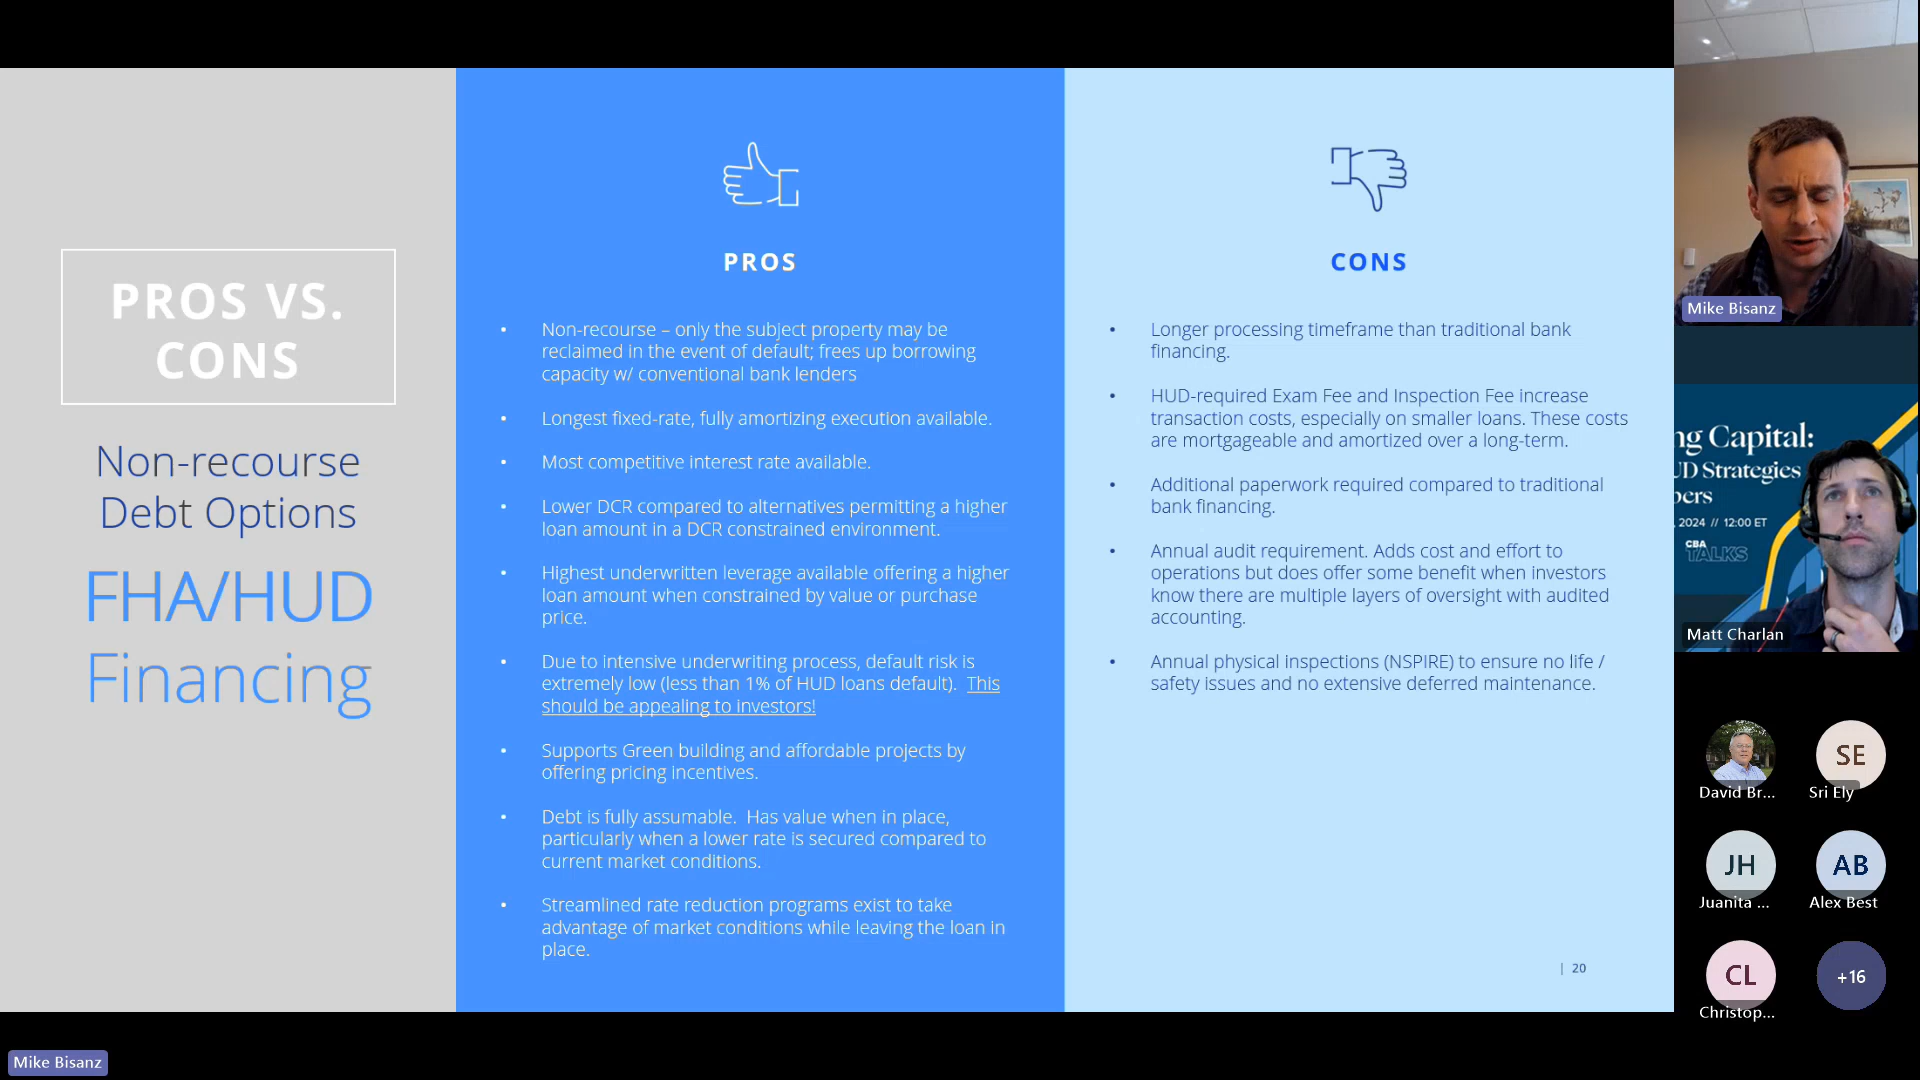 PROS VS.
CONS
Non-recourse
Debt Options
FHA/HUD
Financing
PROS
• Non-recourse – only the subject property may be
reclaimed in the event of default; frees up borrowing
capacity w/ conventional bank lenders
• Longest fixed-rate, fully amortizing execution available.
• Most competitive interest rate available.
• Lower DCR compared to alternatives permitting a higher
loan amount in a DCR constrained environment.
• Highest underwritten leverage available offering a higher
loan amount when constrained by value or purchase
price.
• Due to intensive underwriting process, default risk is
extremely low (less than 1% of HUD loans default).  This
should be appealing to investors!
• Supports Green building and affordable projects by
offering pricing incentives.
• Debt is fully assumable.  Has value when in place,
particularly when a lower rate is secured compared to
current market conditions.
• Streamlined rate reduction programs exist to take
advantage of market conditions while leaving the loan in
place.
CONS
• Longer processing timeframe than traditional bank
financing.
• HUD-required Exam Fee and Inspection Fee increase
transaction costs, especially on smaller loans. These costs
are mortgageable and amortized over a long-term.
• Additional paperwork required compared to traditional
bank financing.
• Annual audit requirement. Adds cost and effort to
operations but does offer some benefit when investors
know there are multiple layers of oversight with audited
accounting.
• Annual physical inspections (NSPIRE) to ensure no life /
safety issues and no extensive deferred maintenance.
| 20
Mike Bisanz
ng Capital:
UD Strategies
pers
2024 // 12:00 ET
CBA
TALKS
Matt Charlan
David Br...
SE
Sri Ely
JH
Juanita ...
AB
Alex Best
CL
Christop...
+16
Mike Bisanz